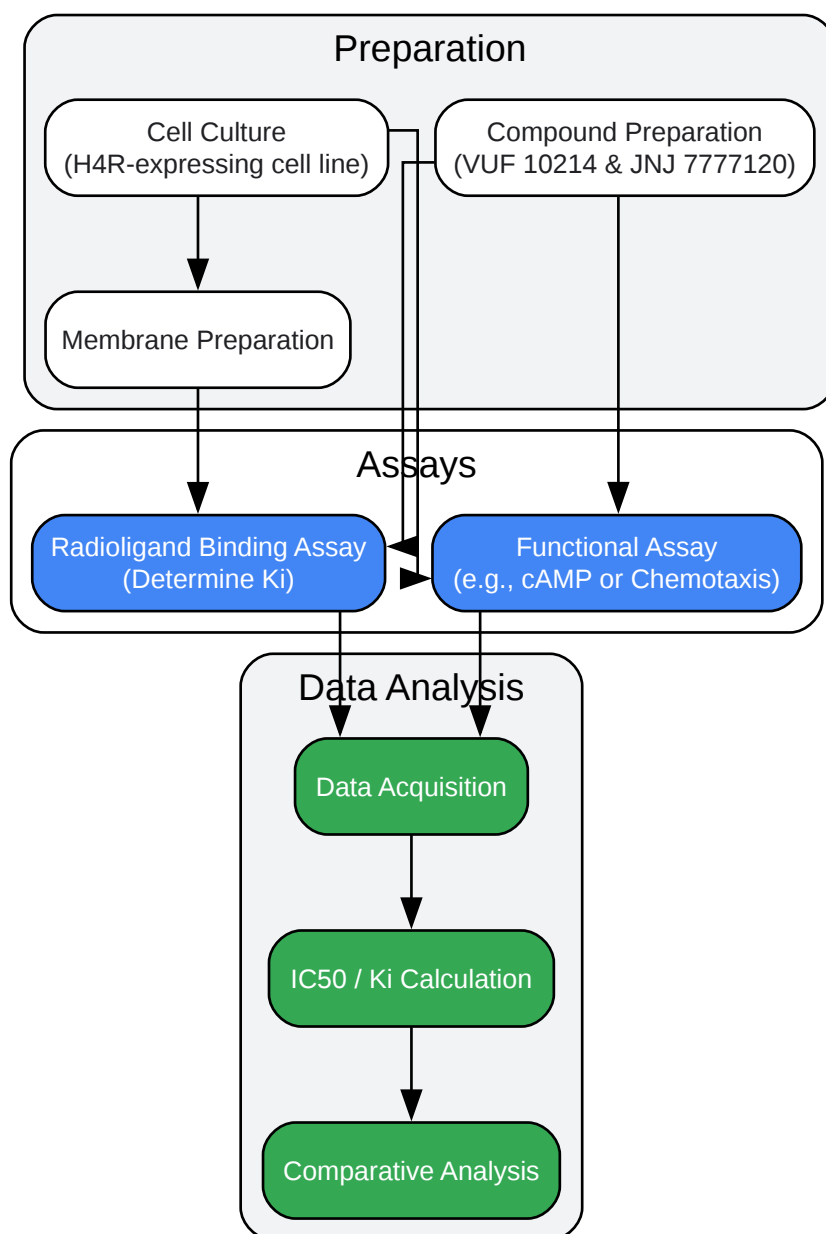 Preparation
Cell Culture
(H4R-expressing cell line)
Compound Preparation
(VUF 10214 & JNJ 7777120)
Membrane Preparation
Assays
Radioligand Binding Assay
(Determine Ki)
Functional Assay
(e.g., cAMP or Chemotaxis)
Data Analysis
Data Acquisition
IC50 / Ki Calculation
Comparative Analysis